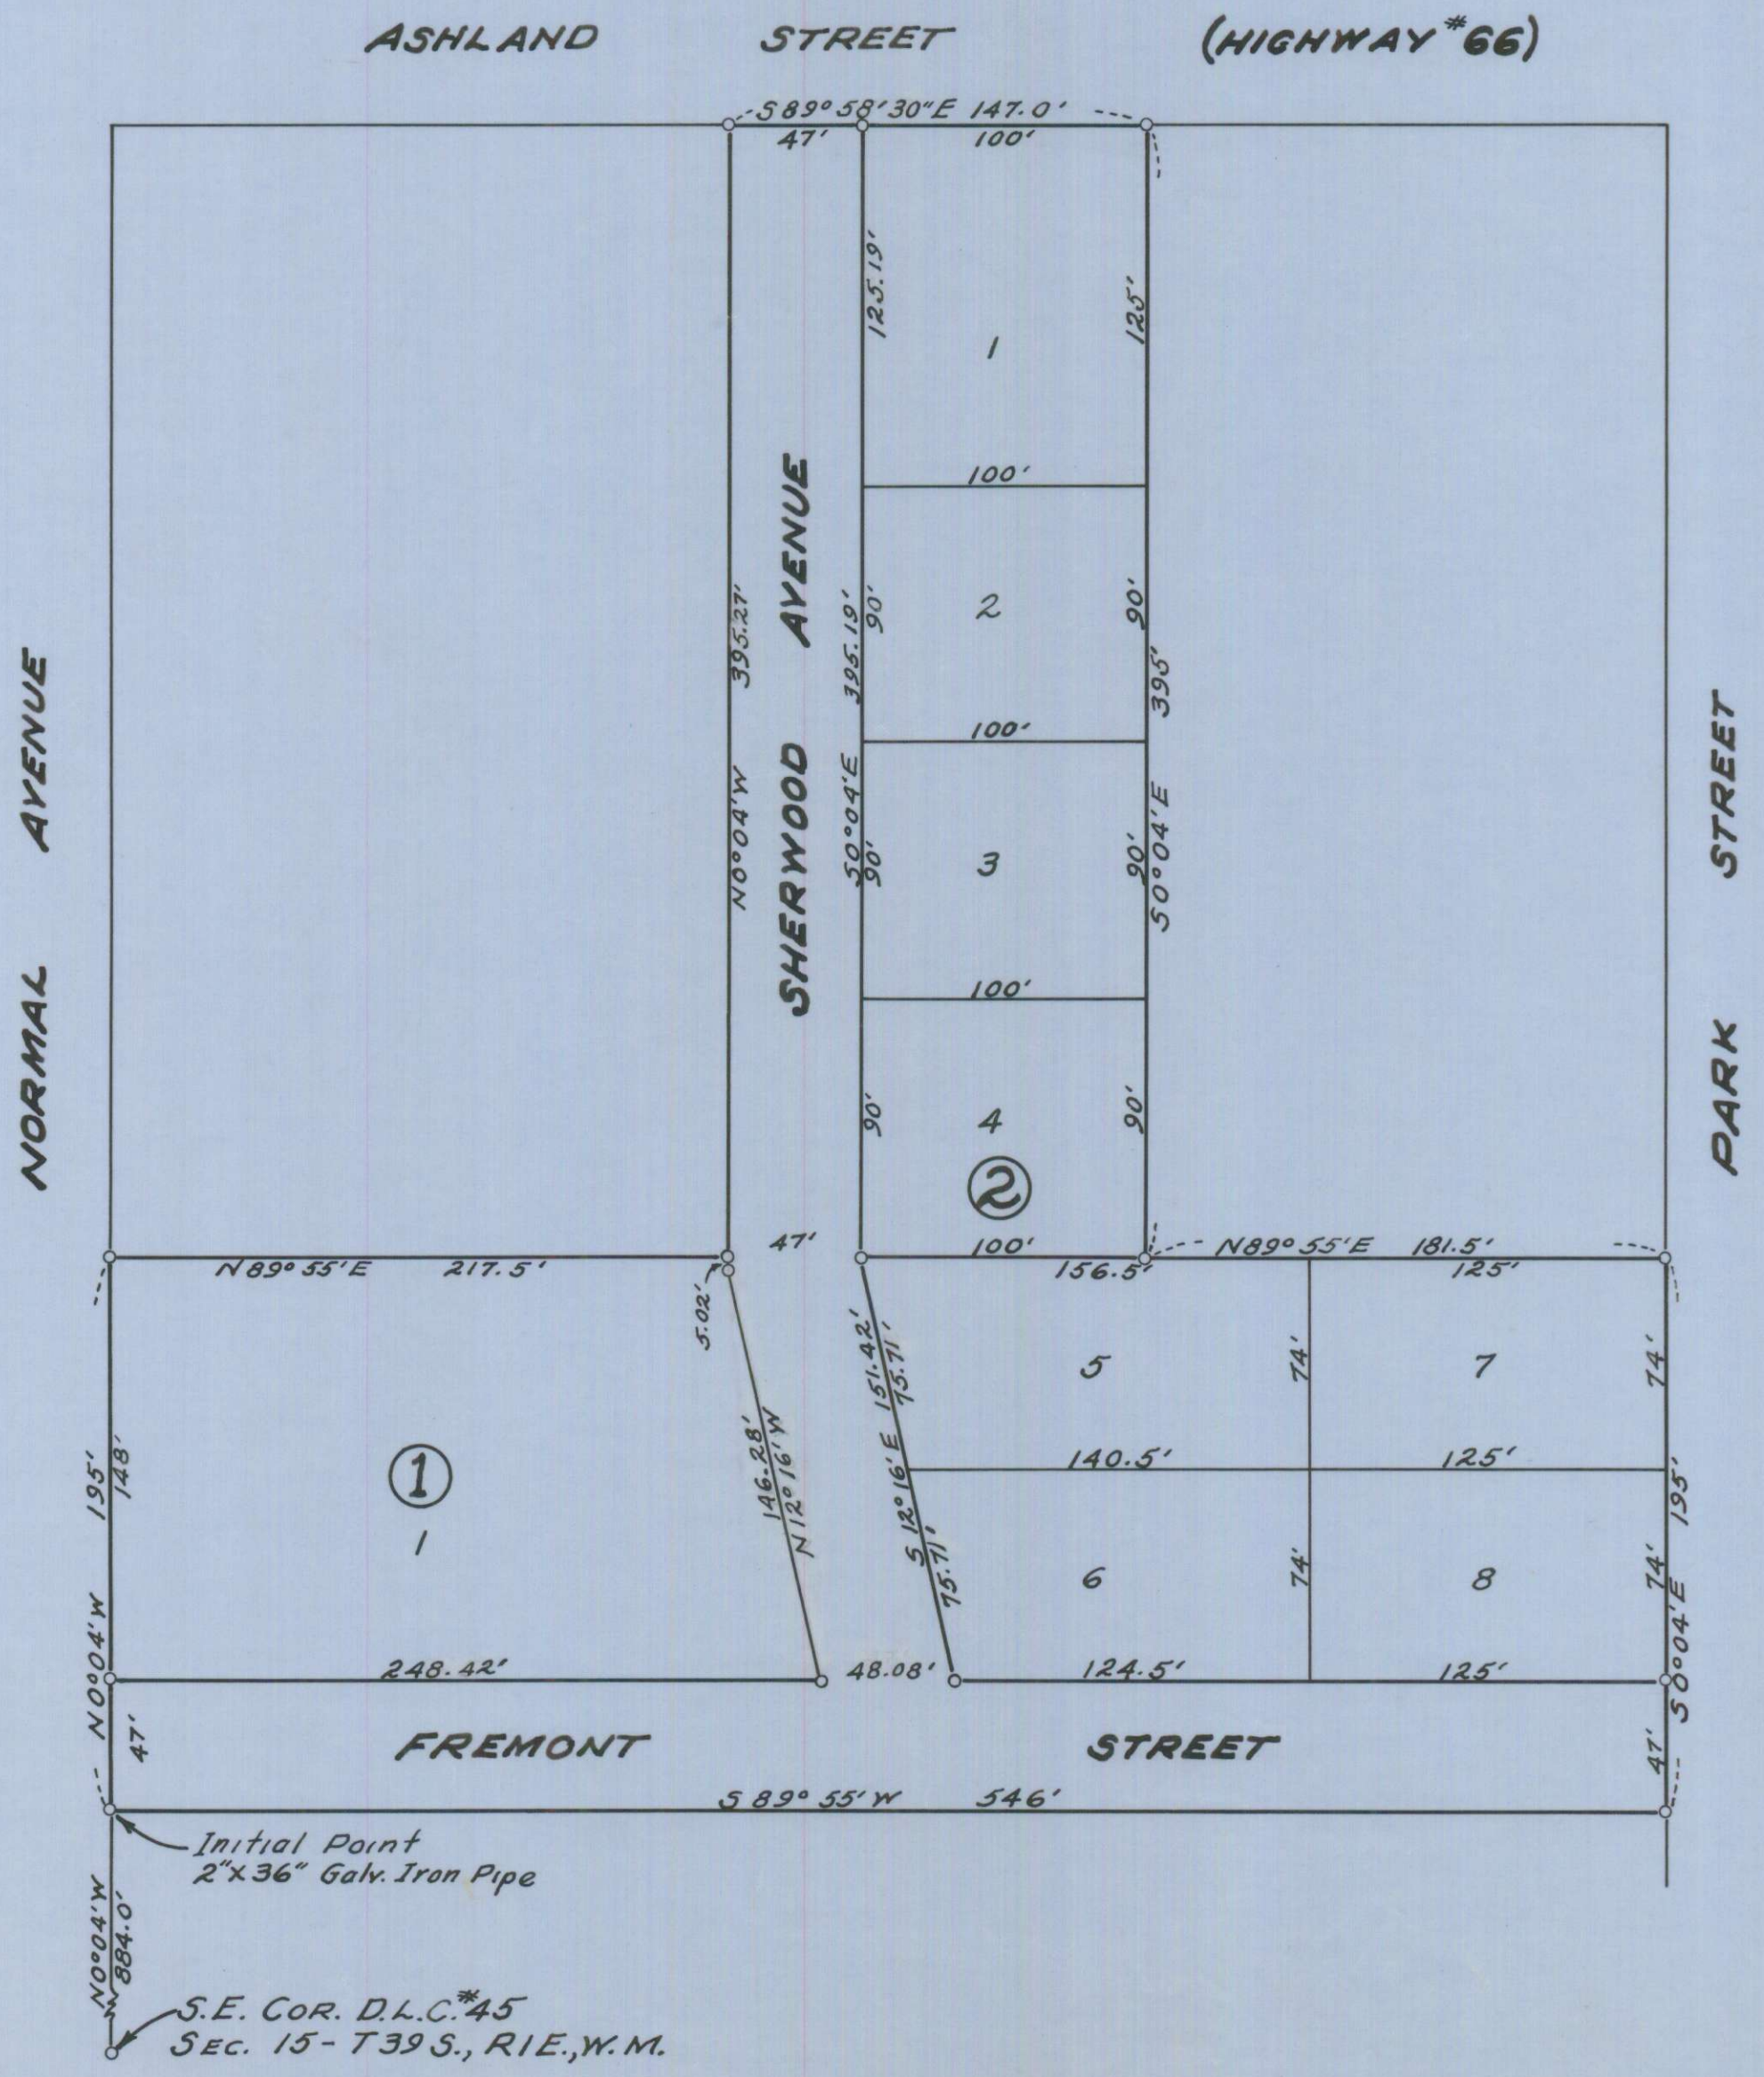 ASHLAND STREET (HIGHWAY #66)
S 89° 58' 30" E 147.0'
47'
100'
125.19'
125'
1
100'
395.27'
N 0° 04' W
SHERWOOD AVENUE
395.19'
S 0° 04' E
90'
2
90'
100'
395'
S 0° 04' E
90'
3
90'
100'
90'
4
90'
2
NORMAL AVENUE
PARK STREET
47'
100'
N 89° 55' E 181.5'
N 89° 55' E 217.5'
156.5'
125'
5.02'
151.42'
S 12° 16' E
75.71'
5
74'
7
74'
195'
148'
N 0° 04' W
1
1
146.28'
N 12° 16' W
140.5'
125'
195'
S 0° 04' E
75.71'
6
74'
8
74'
248.42'
48.08'
124.5'
125'
47'
FREMONT STREET
47'
S 89° 55' W 546'
Initial Point
2"x36" Galv. Iron Pipe
N 0° 04' W
884.0'
S.E. COR. D.L.C. #45
SEC. 15 - T 39 S., R 1 E., W.M.